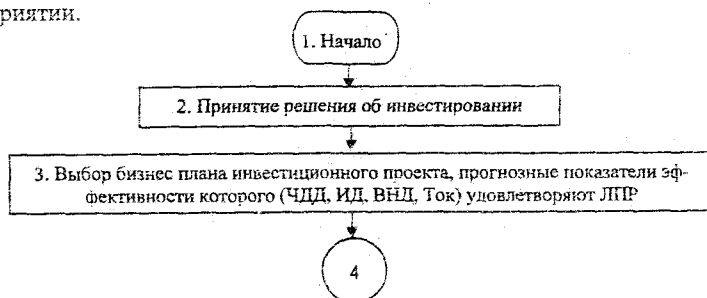 риятии.
1. Начало
2. Принятие решения об инвестировании
3. Выбор бизнес плана инвестиционного проекта, прогнозные показатели эф-
фективности которого (ЧДД, ИД, ВНД, Ток) удовлетворяют ЛПР
4